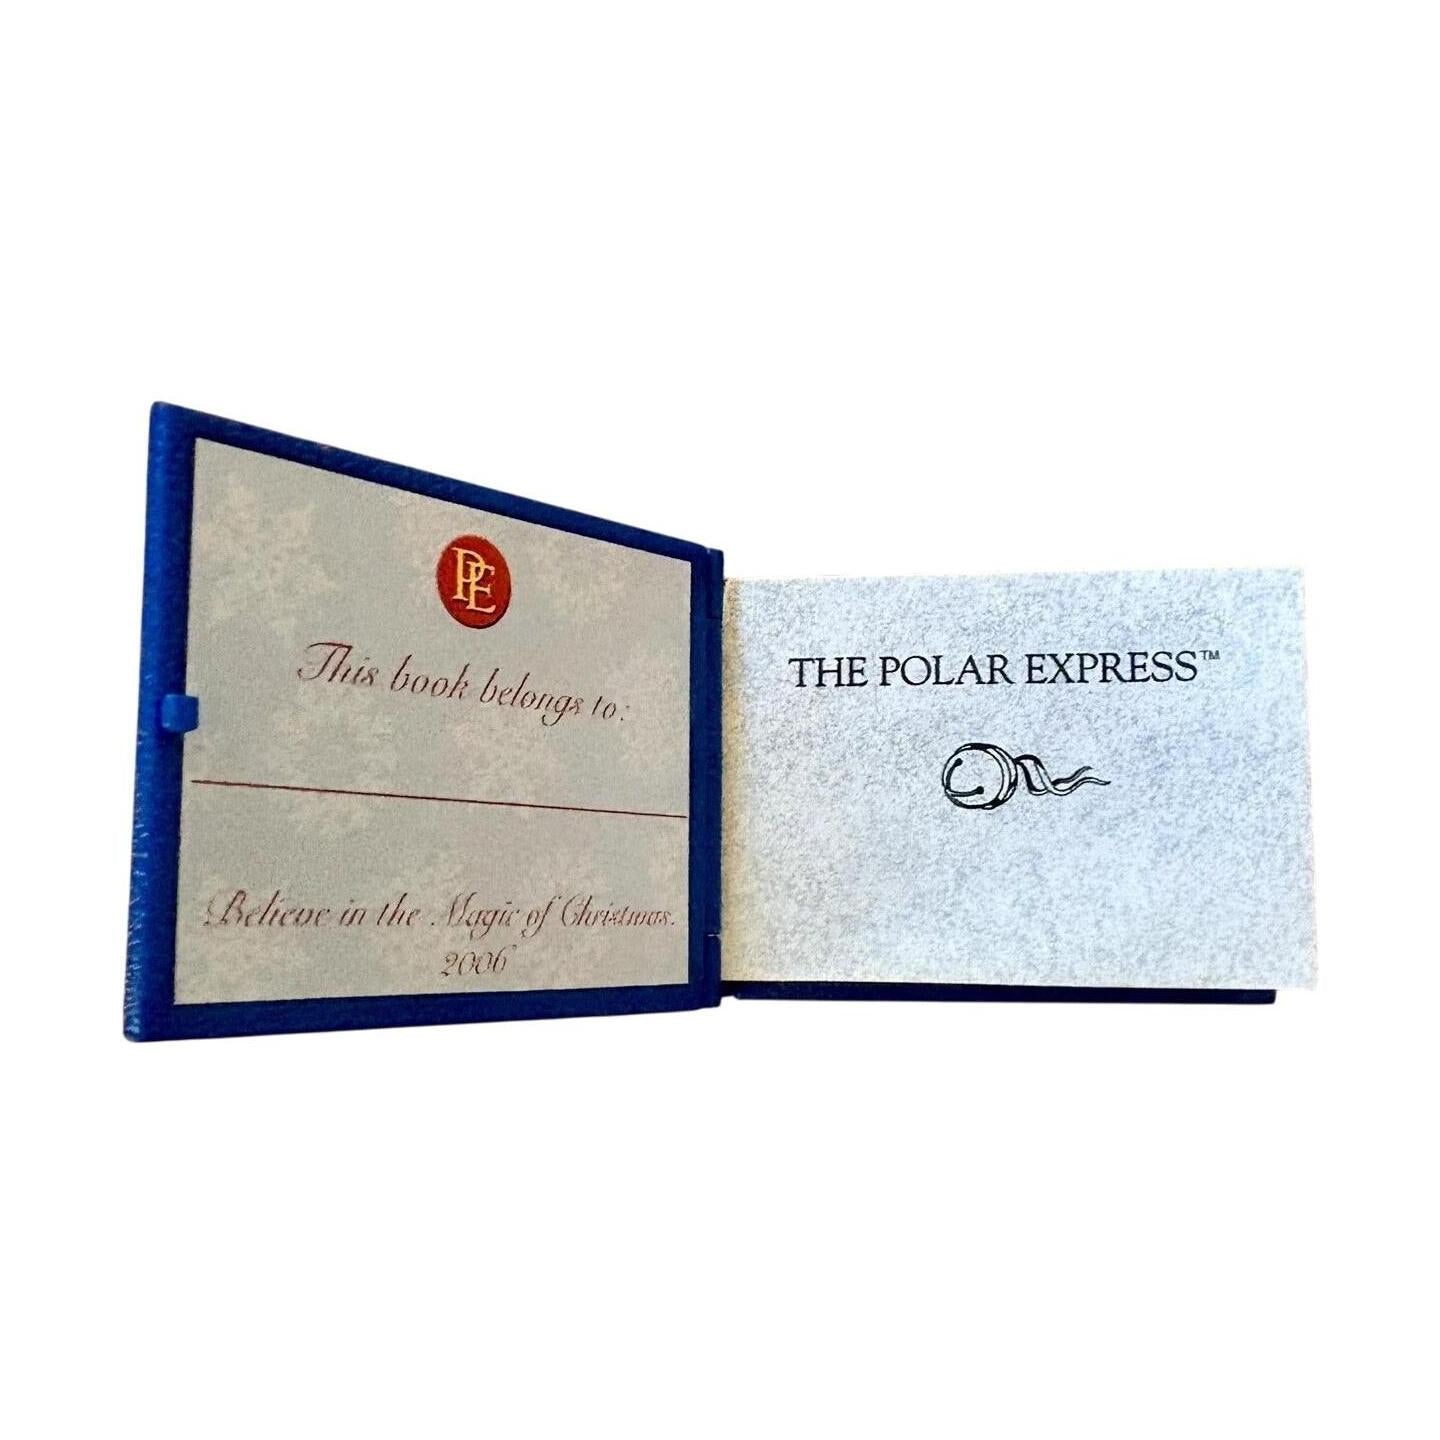 PE
This book belongs to:
Believe in the Magic of Christmas.
2006
THE POLAR EXPRESS™